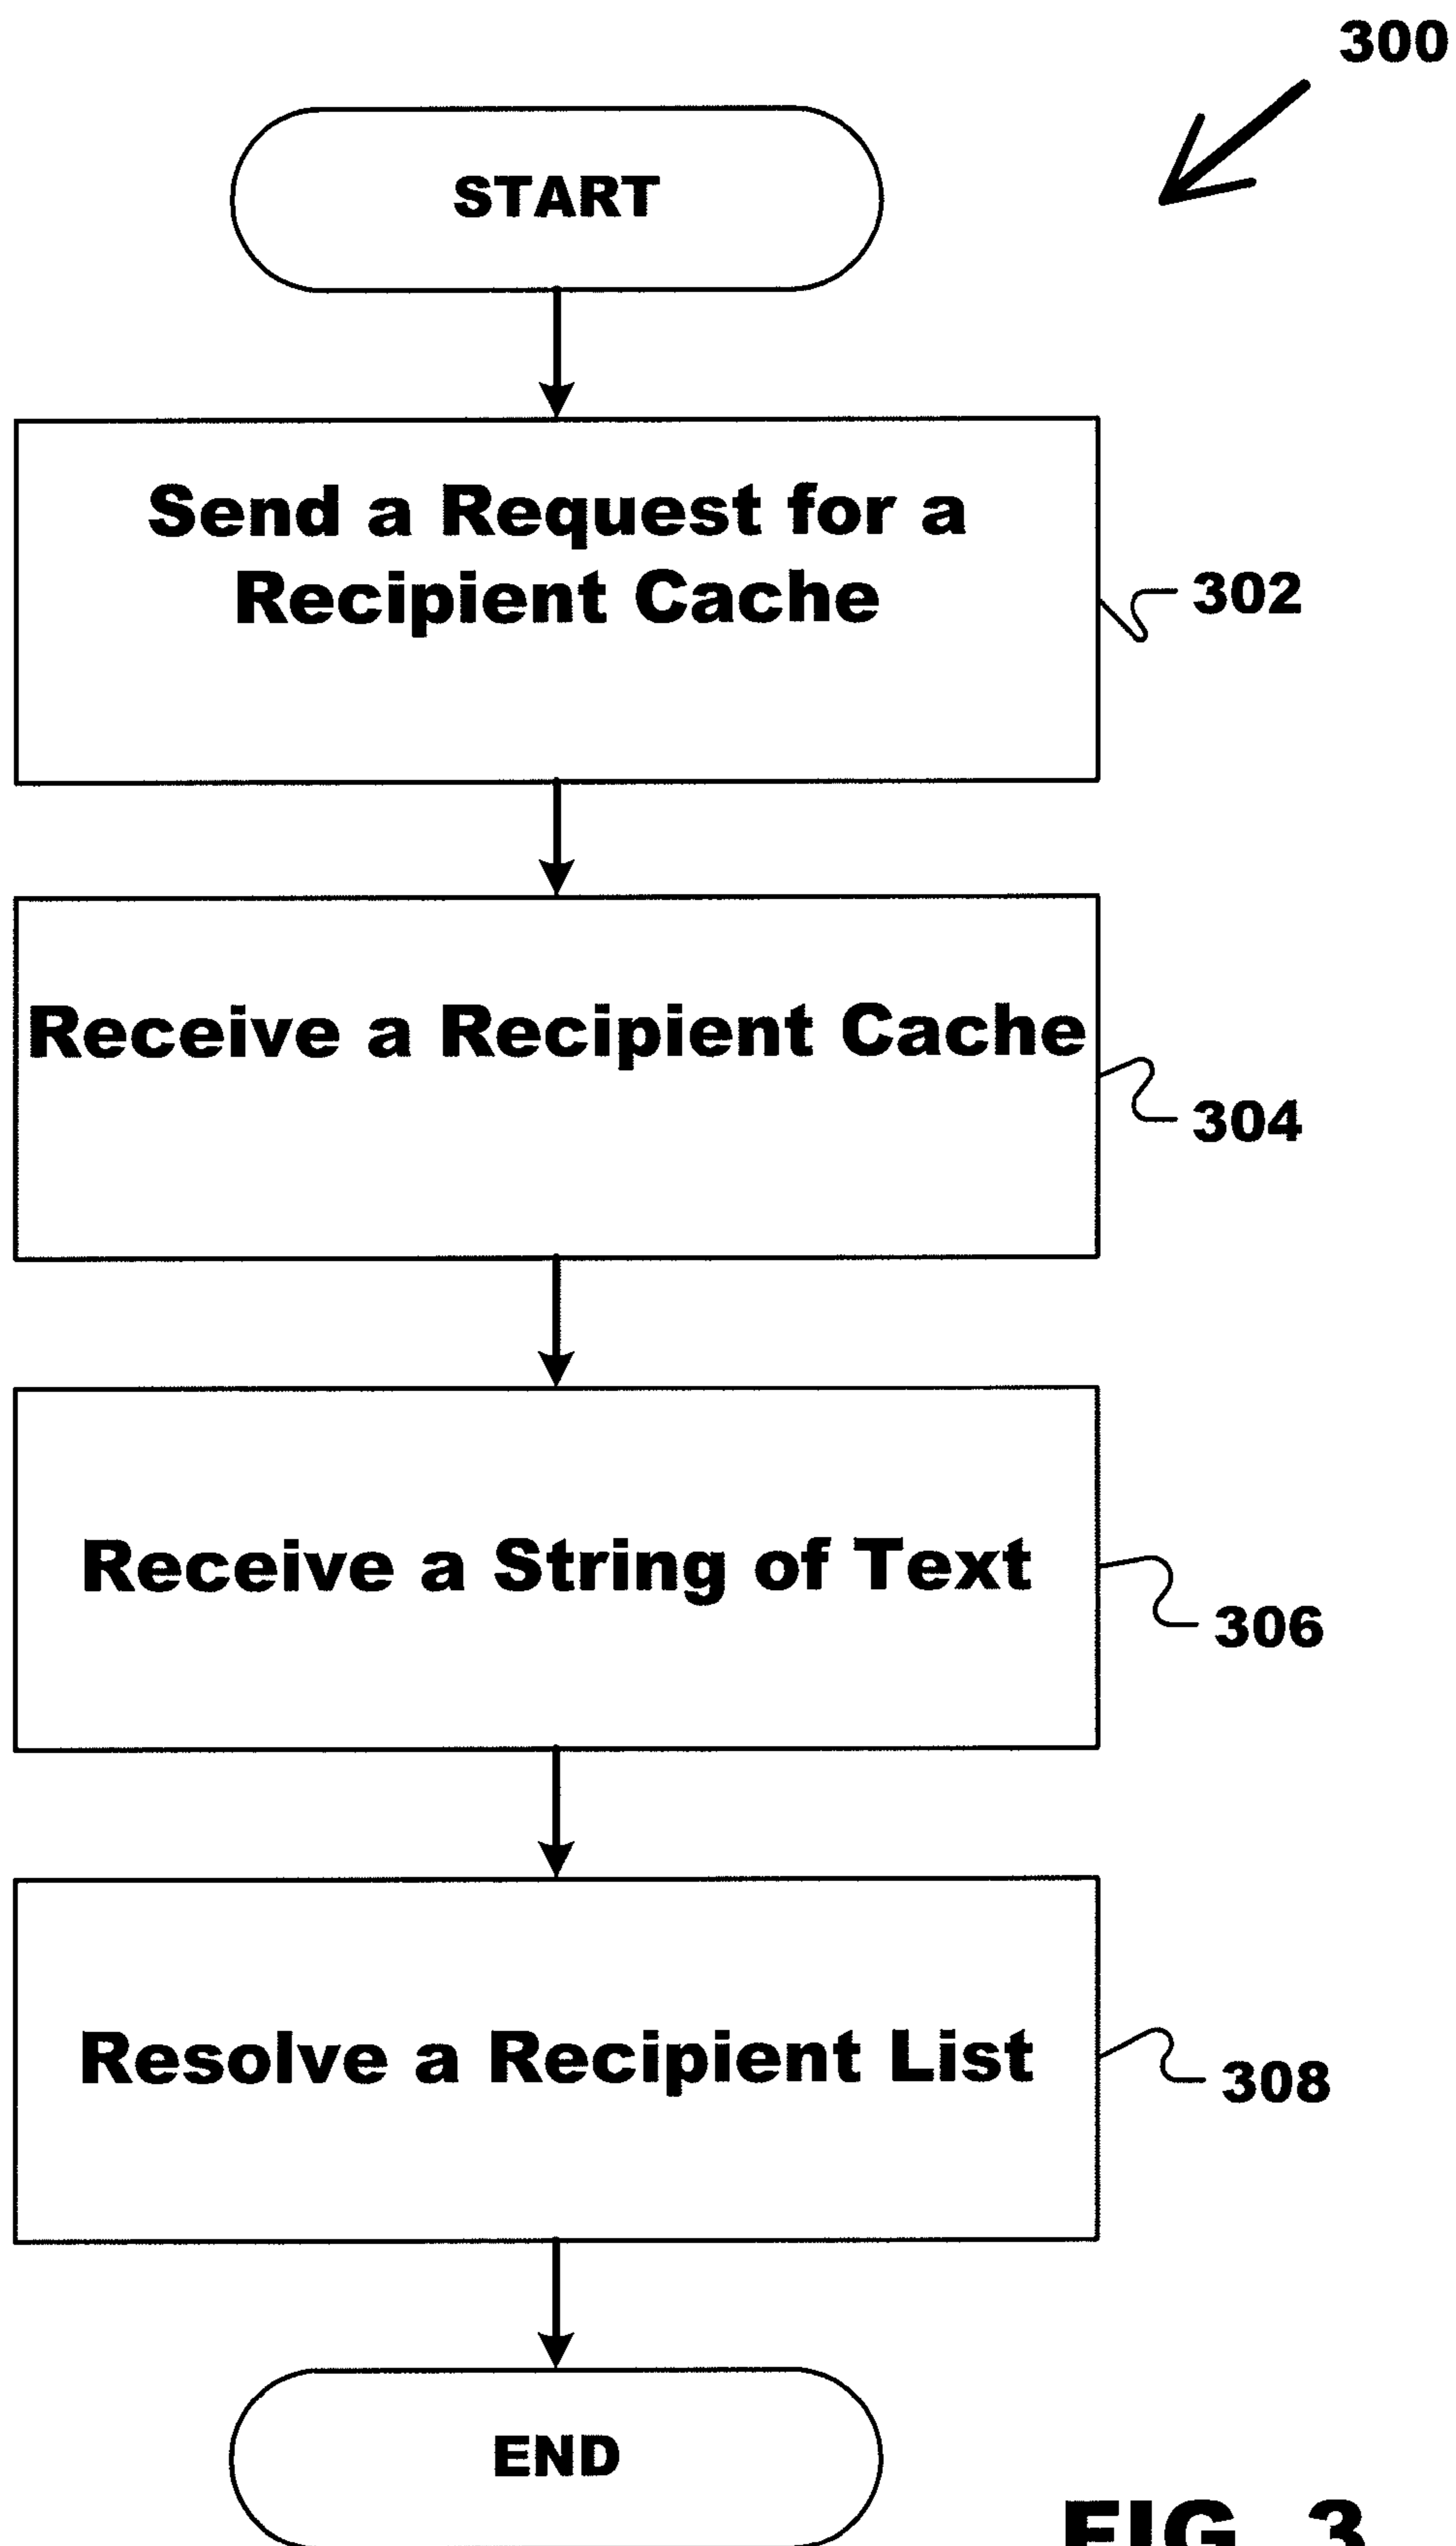 300
START
Send a Request for a
Recipient Cache
302
Receive a Recipient Cache
304
Receive a String of Text
306
Resolve a Recipient List
308
END
FIG. 3